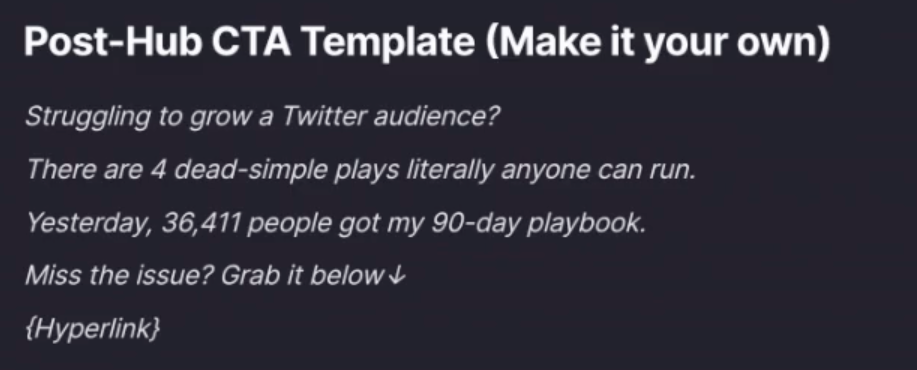 Post-Hub CTA Template (Make it your own)
Struggling to grow a Twitter audience?
There are 4 dead-simple plays literally anyone can run.
Yesterday, 36,411 people got my 90-day playbook.
Miss the issue? Grab it below↓
{Hyperlink}